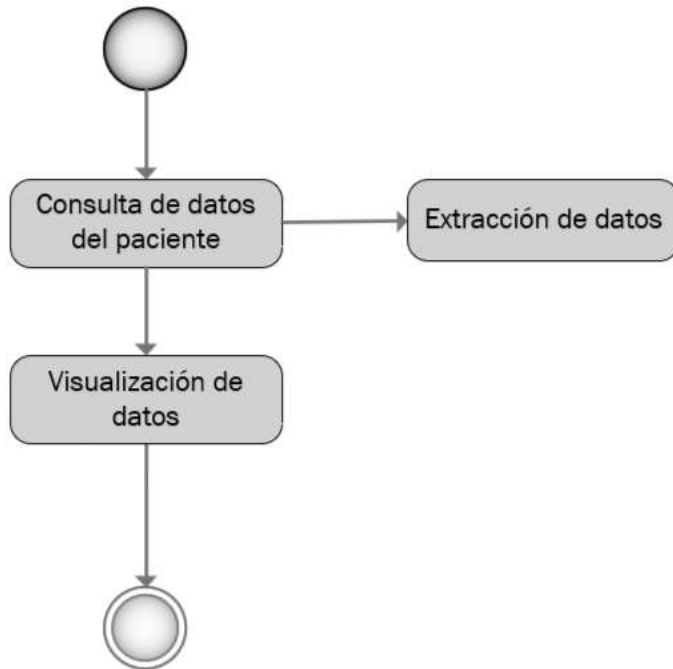 Consulta de datos
del paciente
Extracción de datos
Visualización de
datos